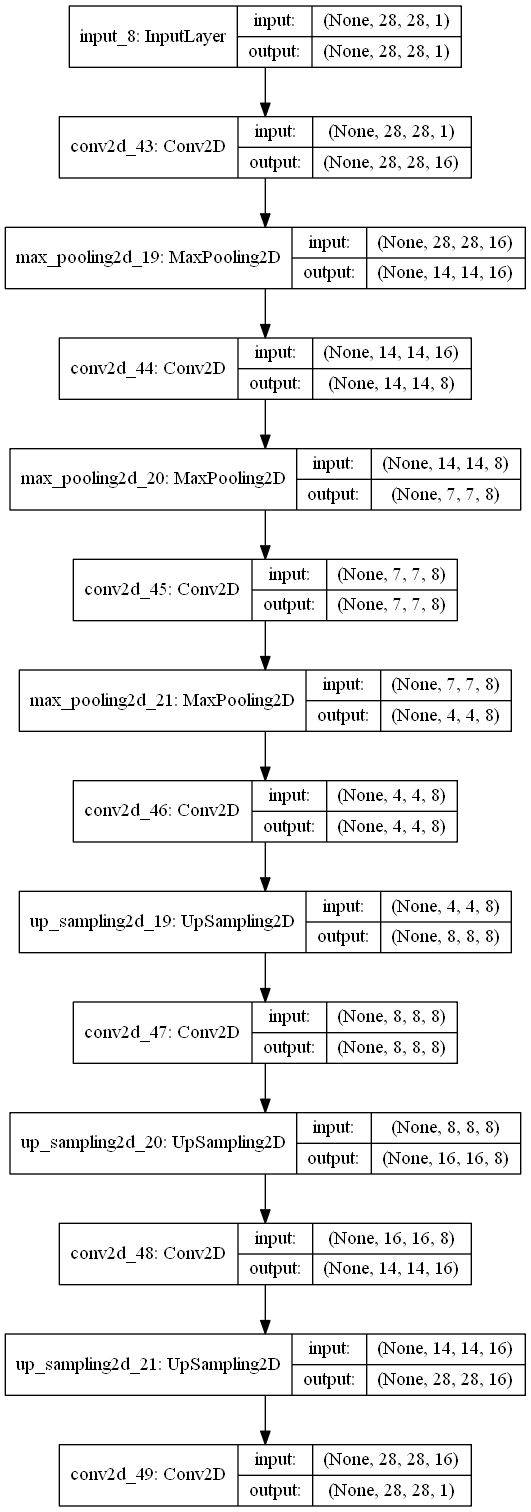 input_8: InputLayer input: (None, 28, 28, 1)
output: (None, 28, 28, 1)
conv2d_43: Conv2D input: (None, 28, 28, 1)
output: (None, 28, 28, 16)
max_pooling2d_19: MaxPooling2D input: (None, 28, 28, 16)
output: (None, 14, 14, 16)
conv2d_44: Conv2D input: (None, 14, 14, 16)
output: (None, 14, 14, 8)
max_pooling2d_20: MaxPooling2D input: (None, 14, 14, 8)
output: (None, 7, 7, 8)
conv2d_45: Conv2D input: (None, 7, 7, 8)
output: (None, 7, 7, 8)
max_pooling2d_21: MaxPooling2D input: (None, 7, 7, 8)
output: (None, 4, 4, 8)
conv2d_46: Conv2D input: (None, 4, 4, 8)
output: (None, 4, 4, 8)
up_sampling2d_19: UpSampling2D input: (None, 4, 4, 8)
output: (None, 8, 8, 8)
conv2d_47: Conv2D input: (None, 8, 8, 8)
output: (None, 8, 8, 8)
up_sampling2d_20: UpSampling2D input: (None, 8, 8, 8)
output: (None, 16, 16, 8)
conv2d_48: Conv2D input: (None, 16, 16, 8)
output: (None, 14, 14, 16)
up_sampling2d_21: UpSampling2D input: (None, 14, 14, 16)
output: (None, 28, 28, 16)
conv2d_49: Conv2D input: (None, 28, 28, 16)
output: (None, 28, 28, 1)